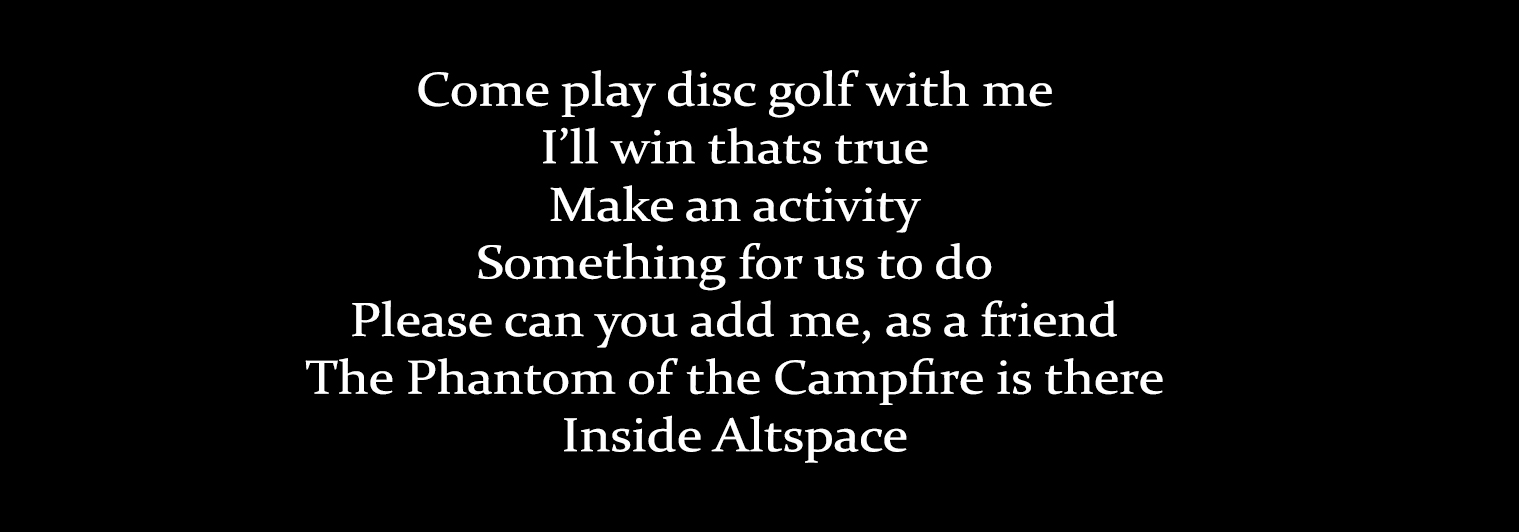 Come play disc golf with me
I’ll win thats true
Make an activity
Something for us to do
Please can you add me, as a friend
The Phantom of the Campfire is there
Inside Altspace